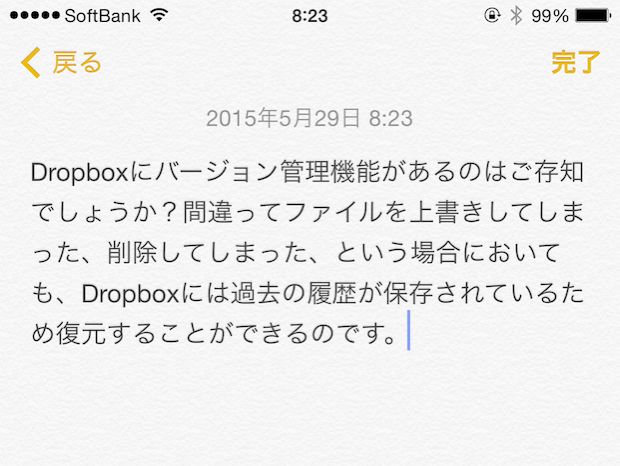 SoftBank 8:23 99%
戻る 完了
2015年5月29日 8:23
Dropboxにバージョン管理機能があるのはご存知
でしょうか？間違ってファイルを上書きしてしま
った、削除してしまった、という場合において
も、Dropboxには過去の履歴が保存されているた
め復元することができるのです。